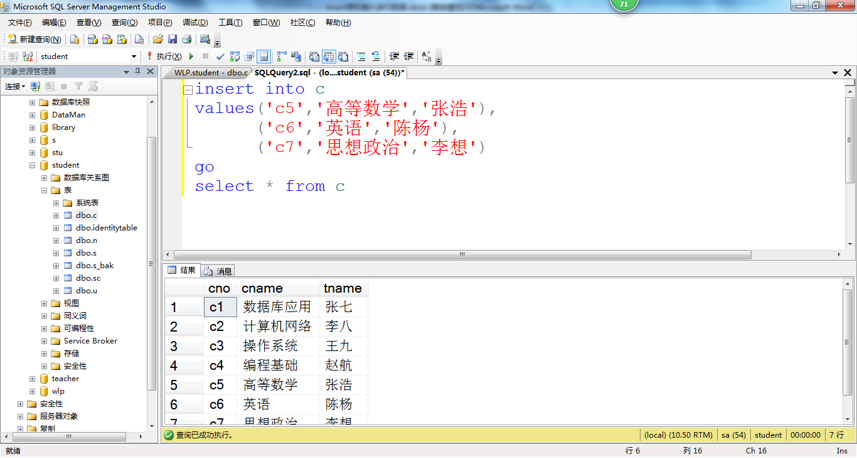 Microsoft SQL Server Management Studio
71
文件(F) 编辑(E) 查看(V) 查询(Q) 项目(P) 调试(D) 工具(T) 窗口(W) 社区(C) 帮助(H)
新建查询(N)
student 执行(X)
对象资源管理器
连接
数据库快照
DataMan
library
s
stu
student
数据库关系图
表
系统表
dbo.c
dbo.identitytable
dbo.n
dbo.s
dbo.s_bak
dbo.sc
dbo.u
视图
同义词
可编程性
Service Broker
存储
安全性
teacher
wlp
安全性
服务器对象
复制
WLP.student - dbo.c SQLQuery2.sql - (lo....student (sa (54))*
insert into c
values('c5','高等数学','张浩'),
('c6','英语','陈杨'),
('c7','思想政治','李想')
go
select * from c
结果 消息
cno cname tname
1 c1 数据库应用 张七
2 c2 计算机网络 李八
3 c3 操作系统 王九
4 c4 编程基础 赵航
5 c5 高等数学 张浩
6 c6 英语 陈杨
7 c7 思想政治 李想
查询已成功执行。 (local) (10.50 RTM) sa (54) student 00:00:00 7 行
就绪 行 6 列 16 Ch 16 Ins